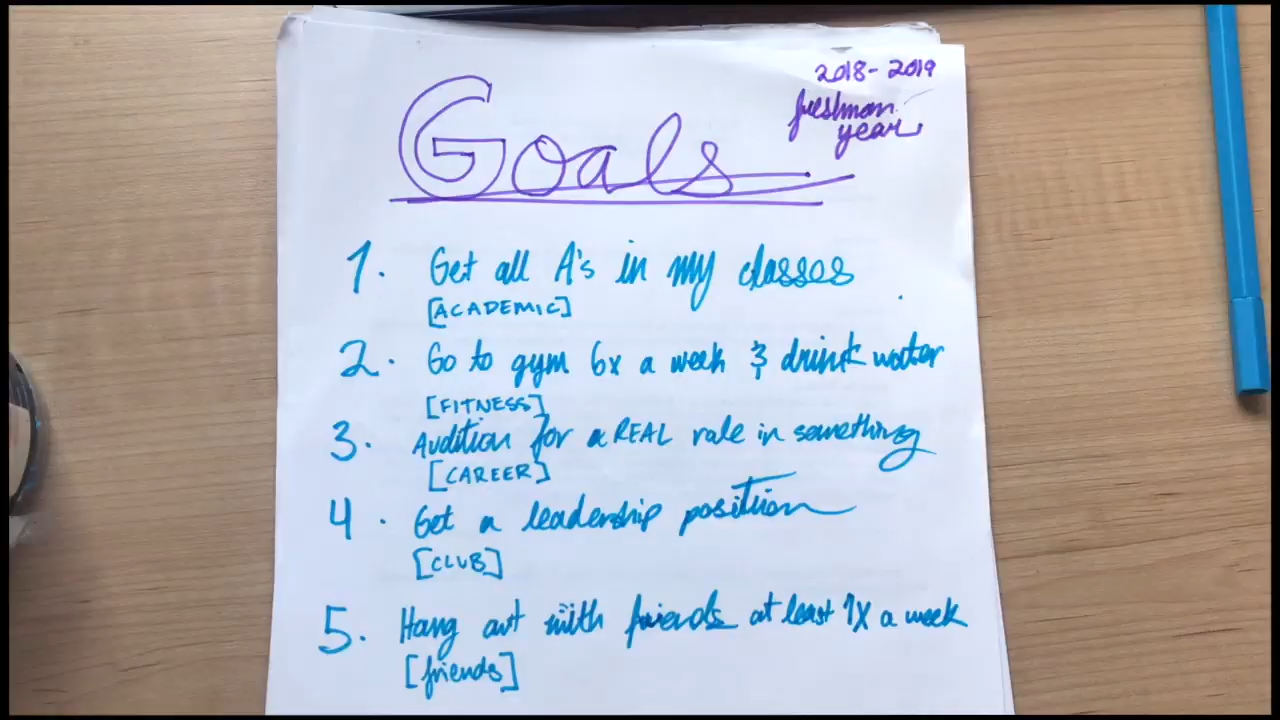 2018-2019
freshman
year
Goals
1. Get all A's in my classes
[ACADEMIC]
2. Go to gym 6x a week & drink water
[FITNESS]
3. Audition for a REAL role in something
[CAREER]
4. Get a leadership position
[CLUB]
5. Hang out with friends at least 1x a week
[friends]